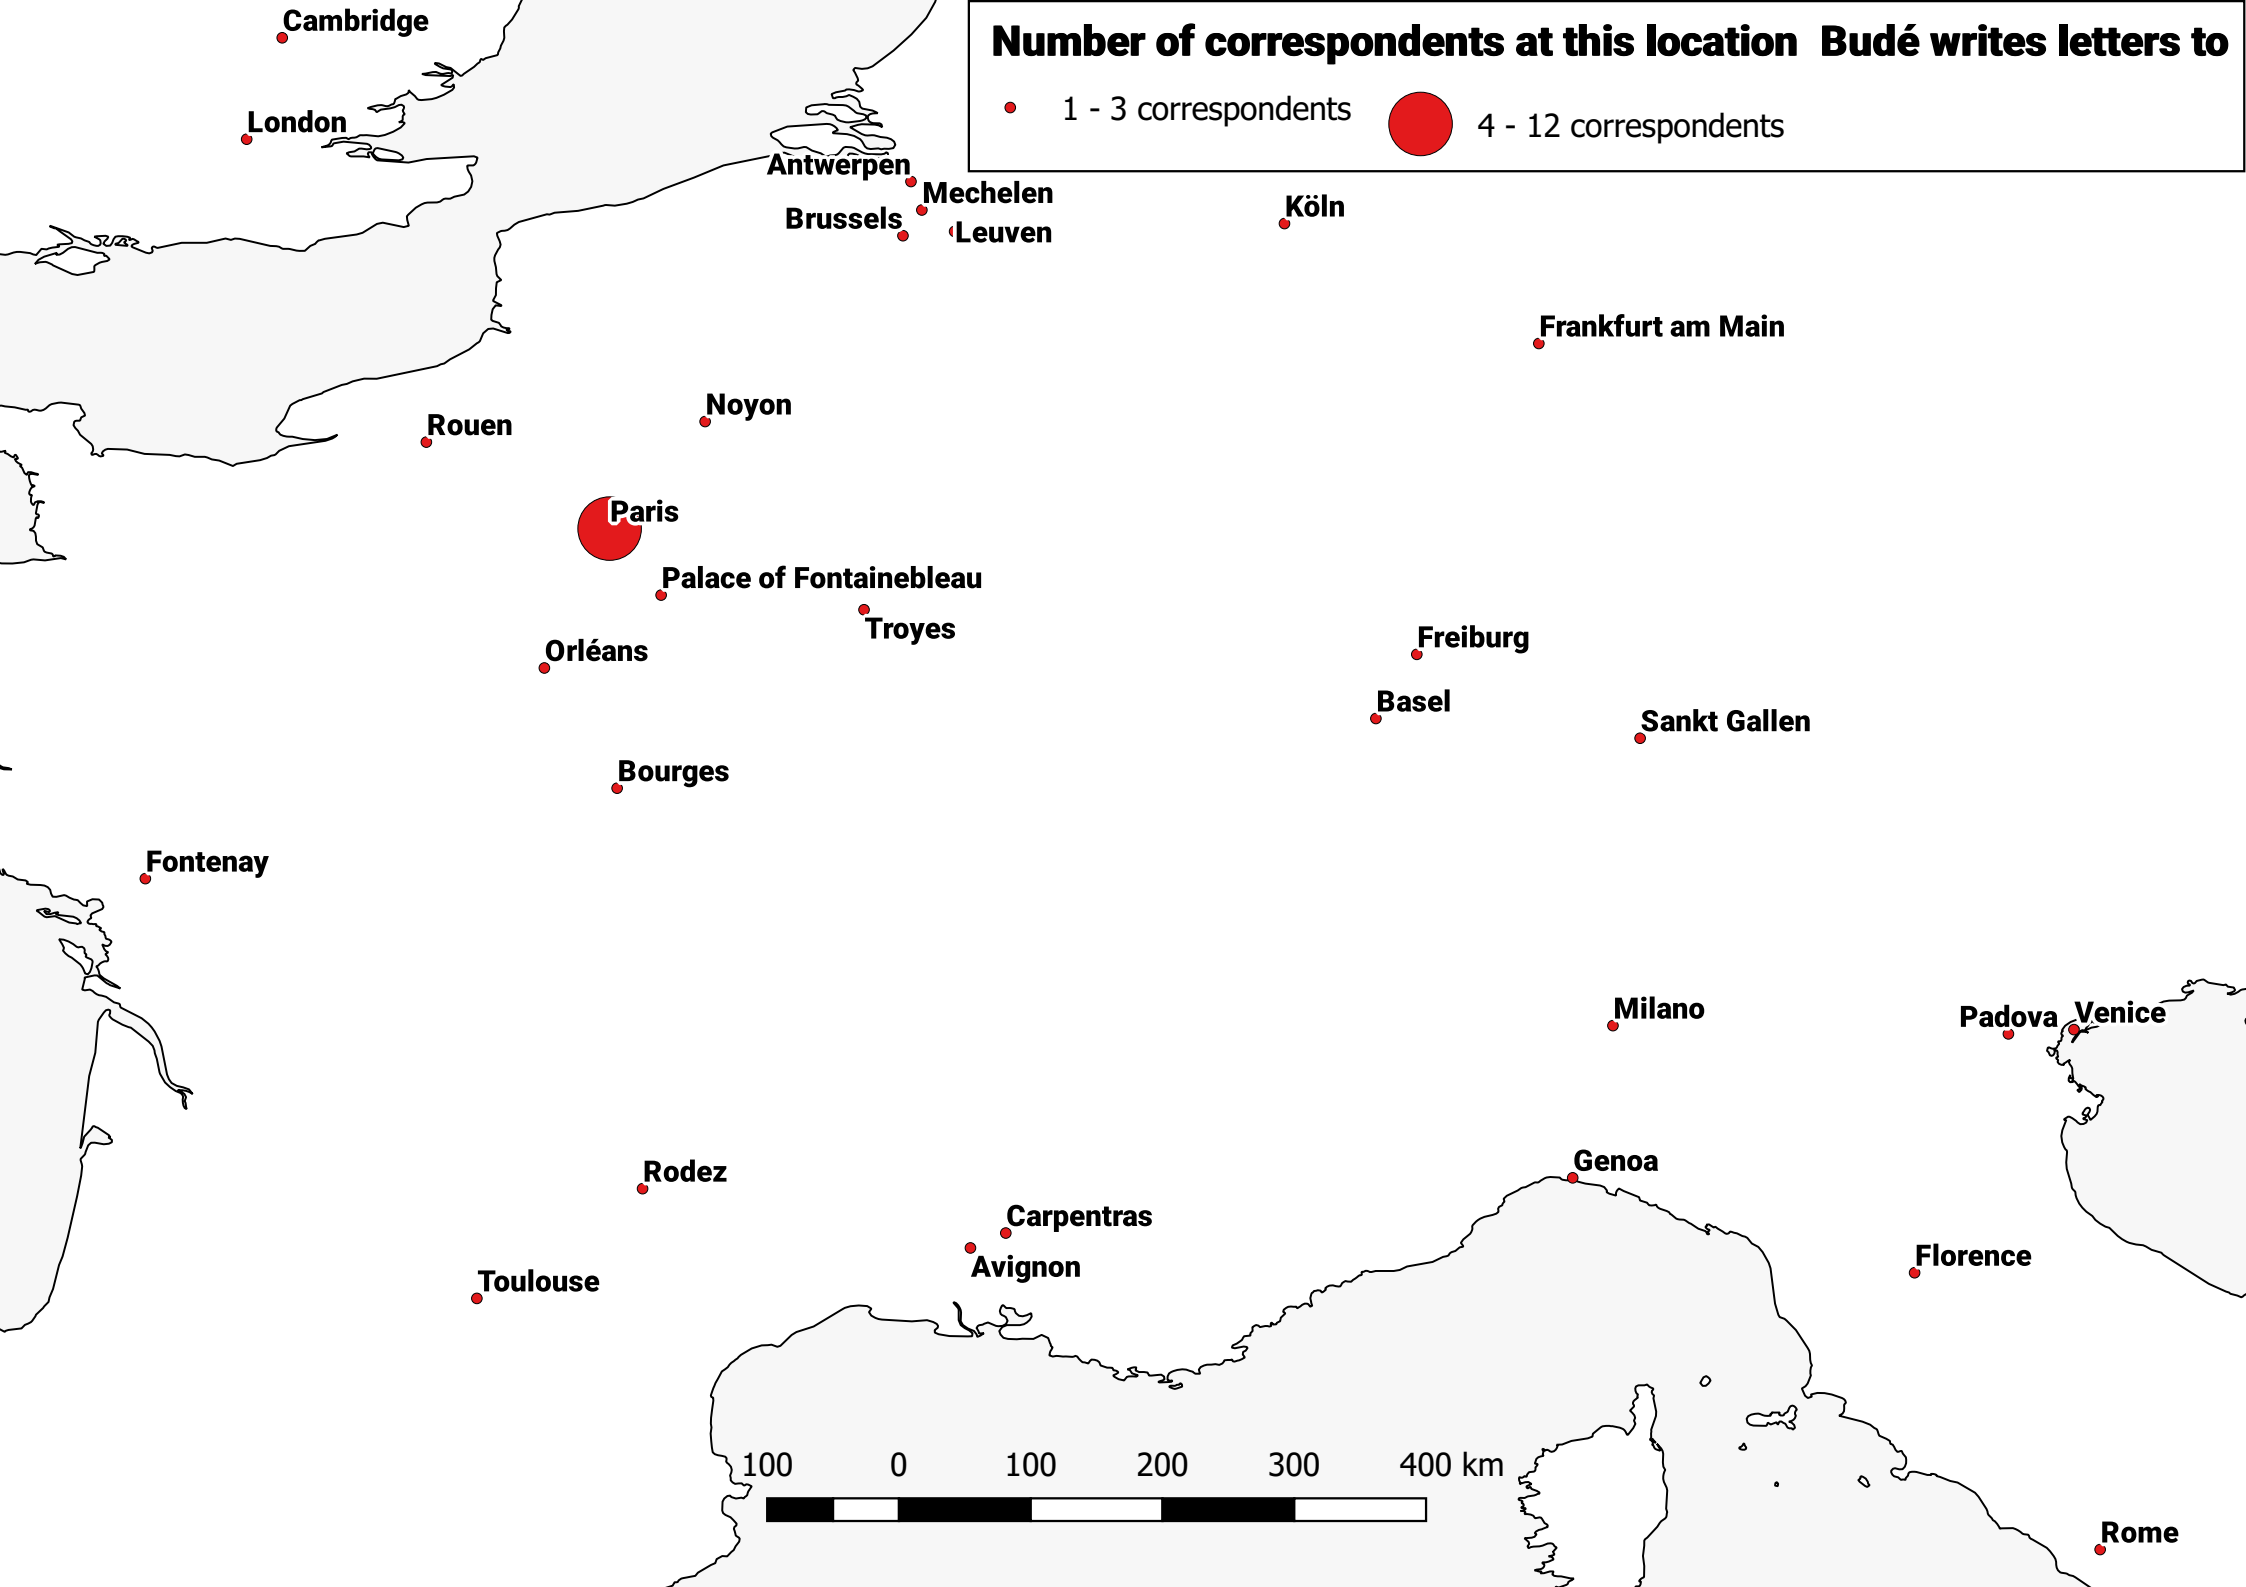 Cambridge
Number of correspondents at this location  Budé writes letters to
1 - 3 correspondents
4 - 12 correspondents
London
Antwerpen
Mechelen
Brussels
Leuven
Köln
Frankfurt am Main
Noyon
Rouen
Paris
Palace of Fontainebleau
Troyes
Orléans
Freiburg
Basel
Sankt Gallen
Bourges
Fontenay
Milano
Padova
Venice
Rodez
Genoa
Carpentras
Avignon
Florence
Toulouse
100 0 100 200 300 400 km
Rome